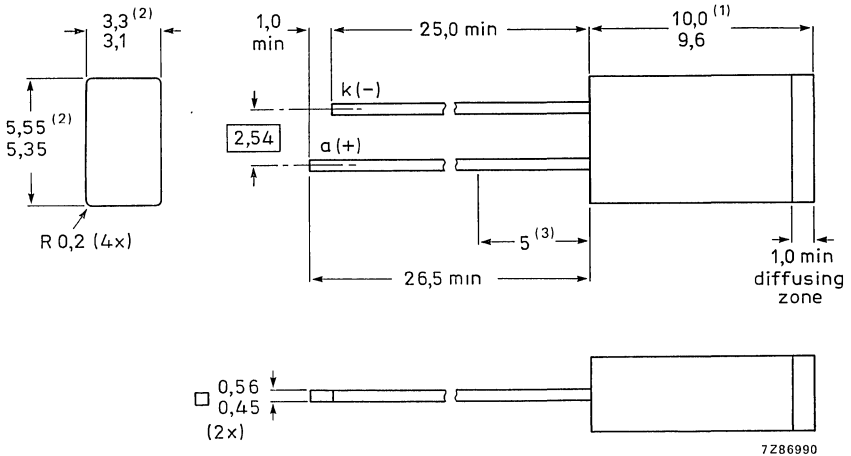 3,3 (2)
3,1
1,0
min
25,0 min
10,0 (1)
9,6
k (–)
5,55 (2)
5,35
2,54
a (+)
R 0,2 (4x)
5 (3)
26,5 min
1,0 min
diffusing
zone
0,56
0,45
(2x)
7Z86990